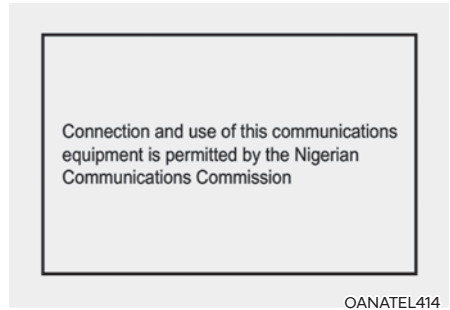 Connection and use of this communications
equipment is permitted by the Nigerian
Communications Commission
OANATEL414